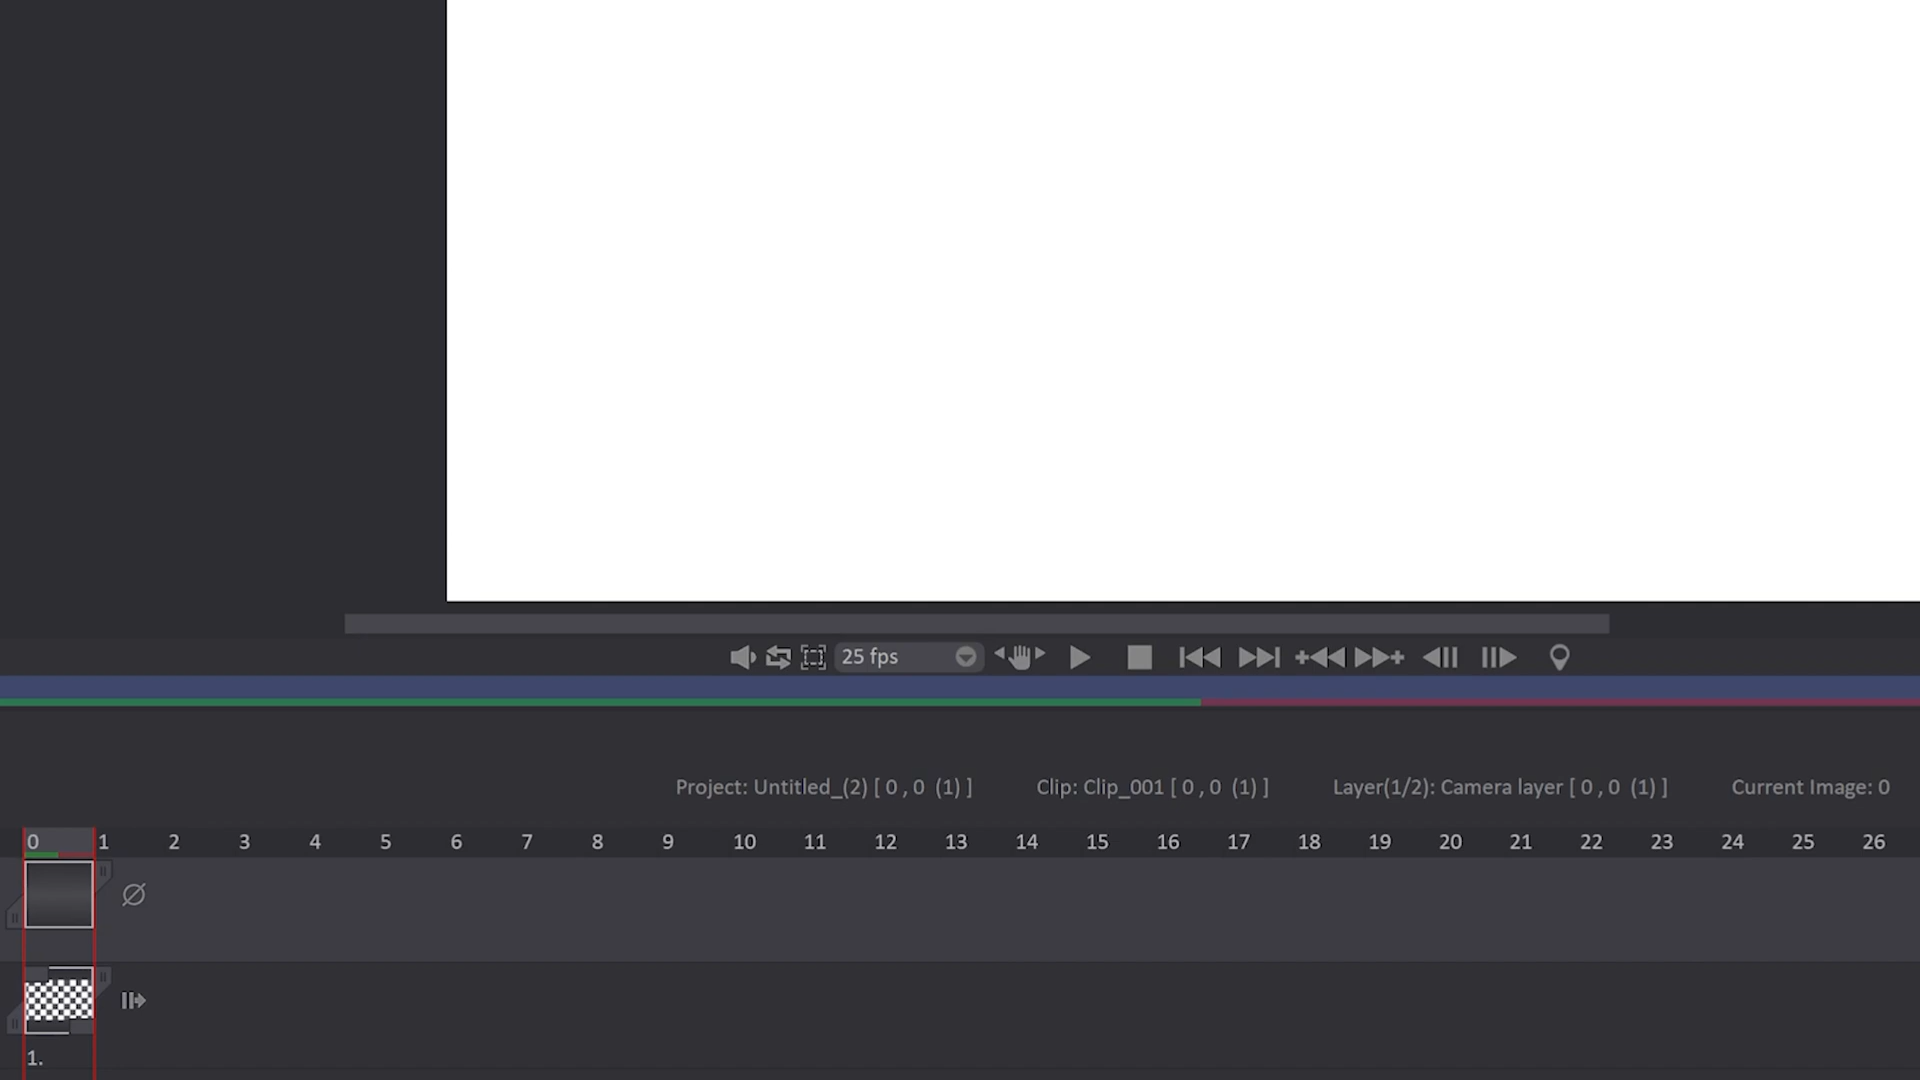 25 fps
Project: Untitled_(2) [ 0 , 0 (1) ] Clip: Clip_001 [ 0 , 0 (1) ] Layer(1/2): Camera layer [ 0 , 0 (1) ] Current Image: 0
0 1 2 3 4 5 6 7 8 9 10 11 12 13 14 15 16 17 18 19 20 21 22 23 24 25 26
1.